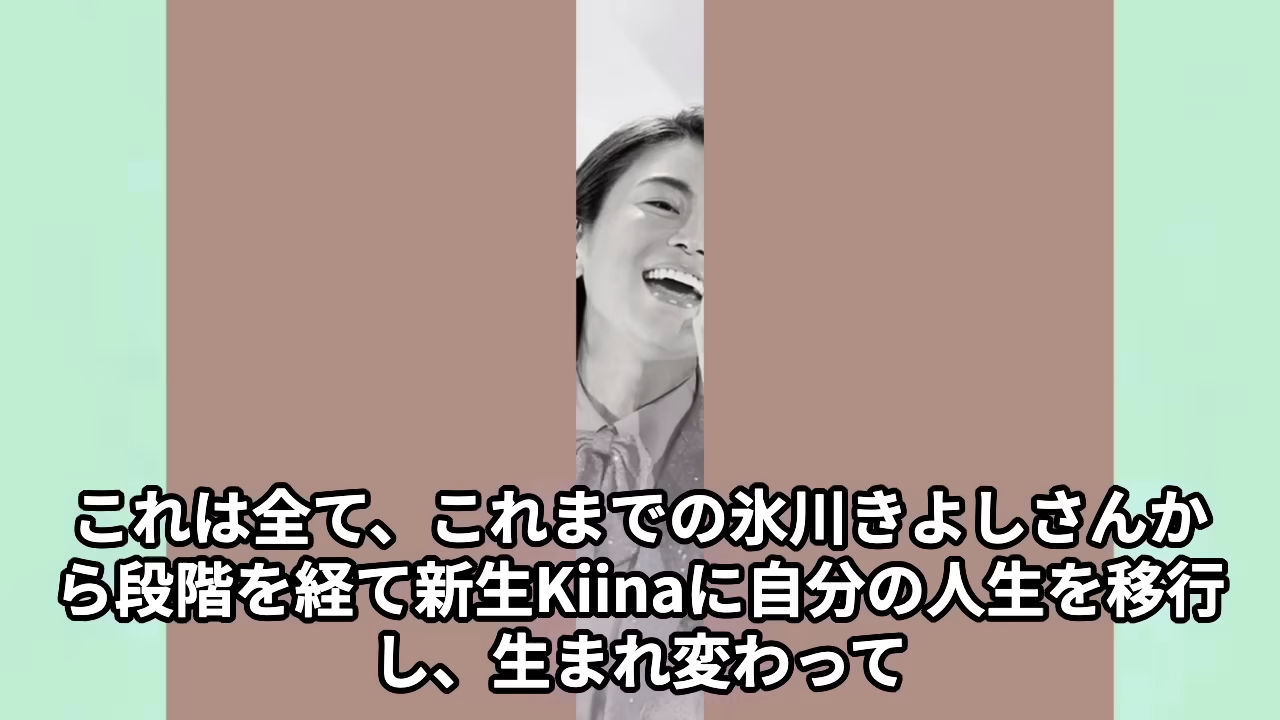 これは全て、これまでの氷川きよしさんか
ら段階を経て新生Kiinaに自分の人生を移行
し、生まれ変わって